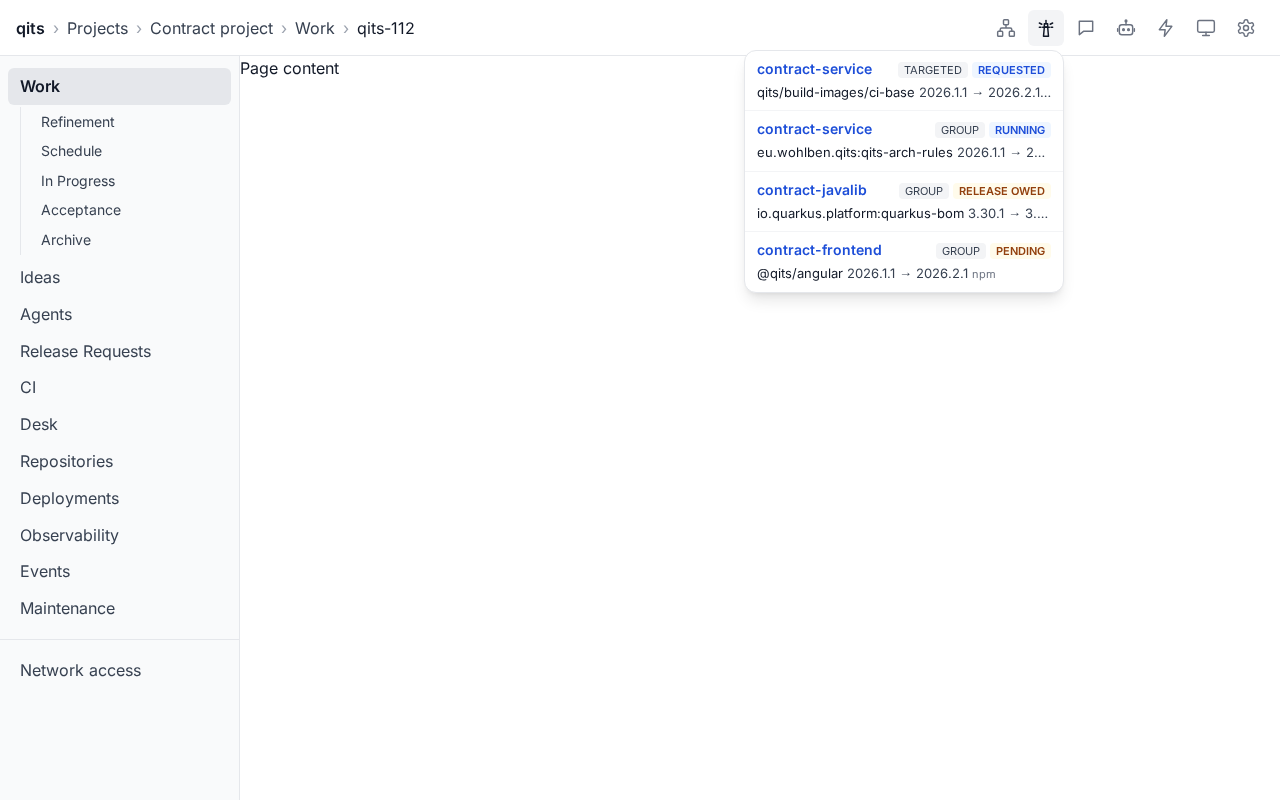 qits › Projects › Contract project › Work › qits-112
Work
Refinement
Schedule
In Progress
Acceptance
Archive
Ideas
Agents
Release Requests
CI
Desk
Repositories
Deployments
Observability
Events
Maintenance
Network access
Page content
contract-service TARGETED REQUESTED
qits/build-images/ci-base 2026.1.1 → 2026.2.1…
contract-service GROUP RUNNING
eu.wohlben.qits:qits-arch-rules 2026.1.1 → 2…
contract-javalib GROUP RELEASE OWED
io.quarkus.platform:quarkus-bom 3.30.1 → 3.…
contract-frontend GROUP PENDING
@qits/angular 2026.1.1 → 2026.2.1 npm